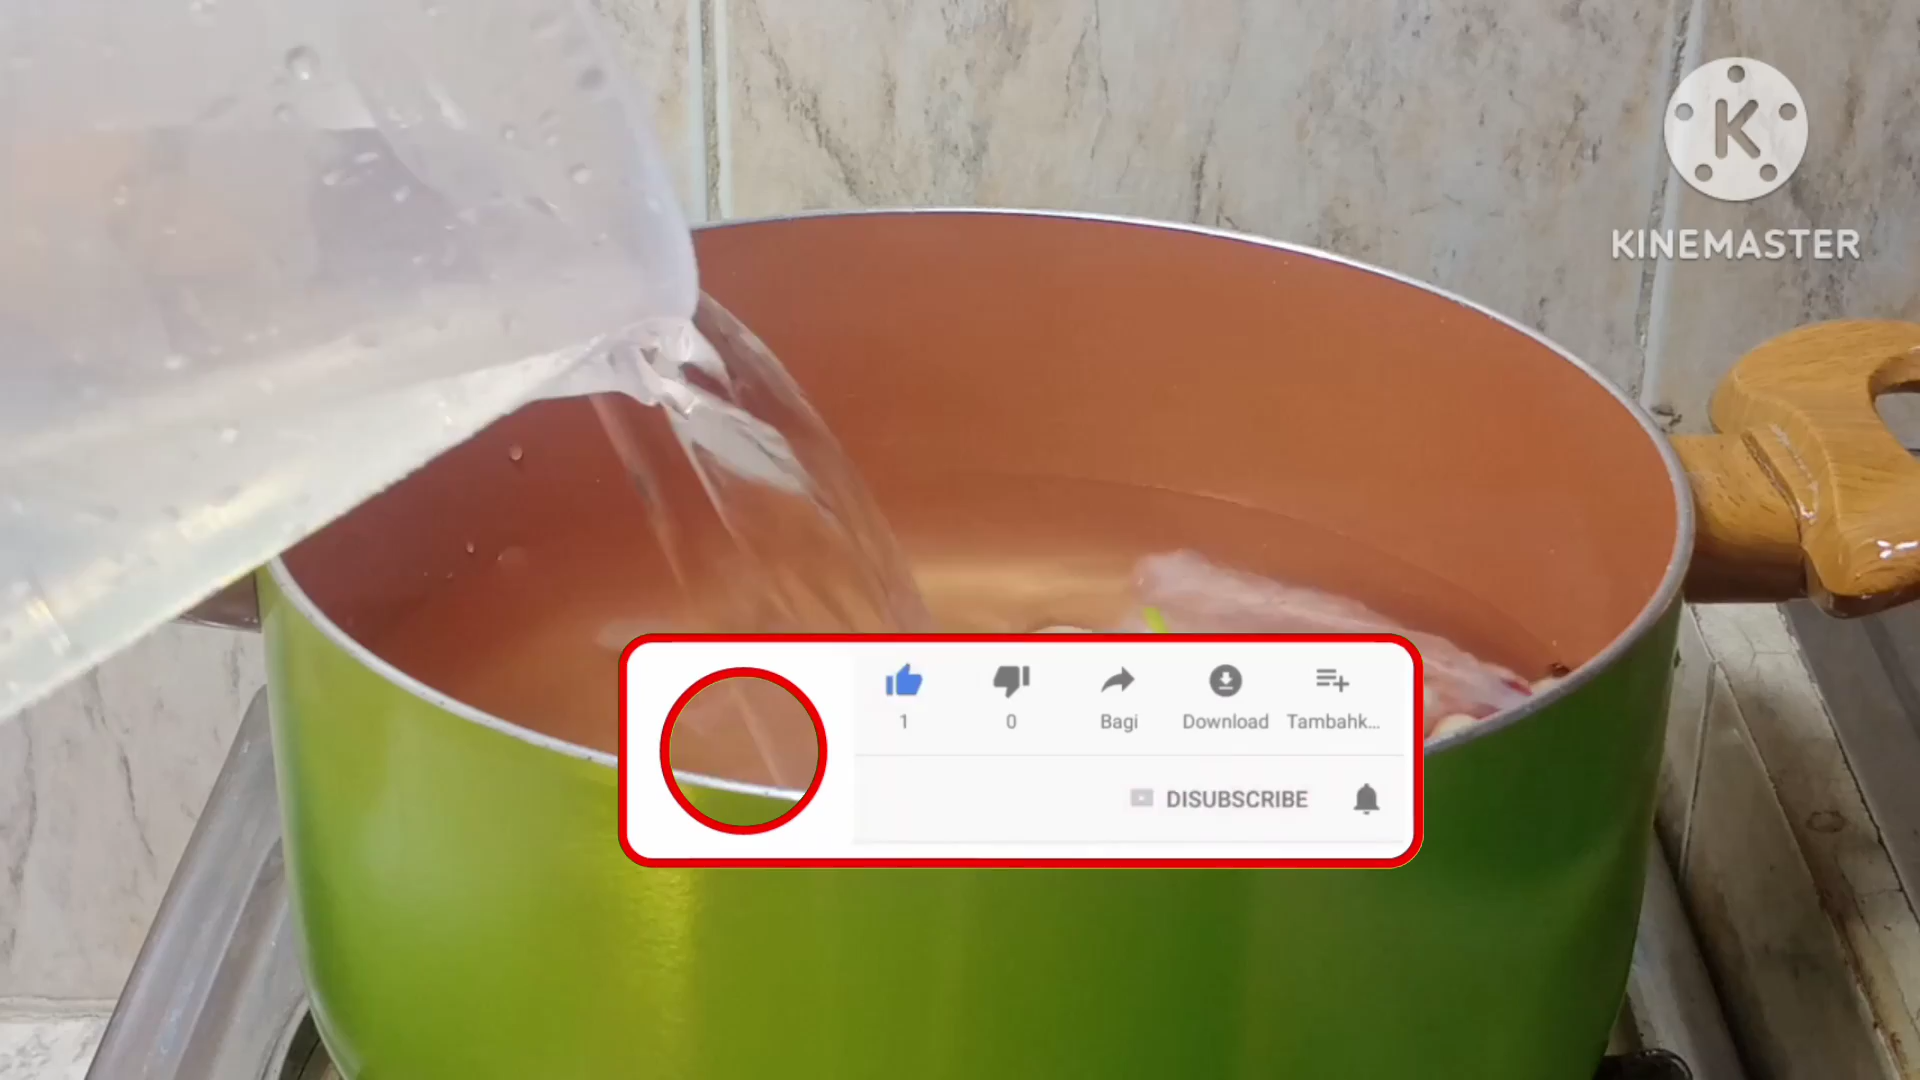 K
KINEMASTER
1
0
Bagi
Download
Tambahk...
DISUBSCRIBE